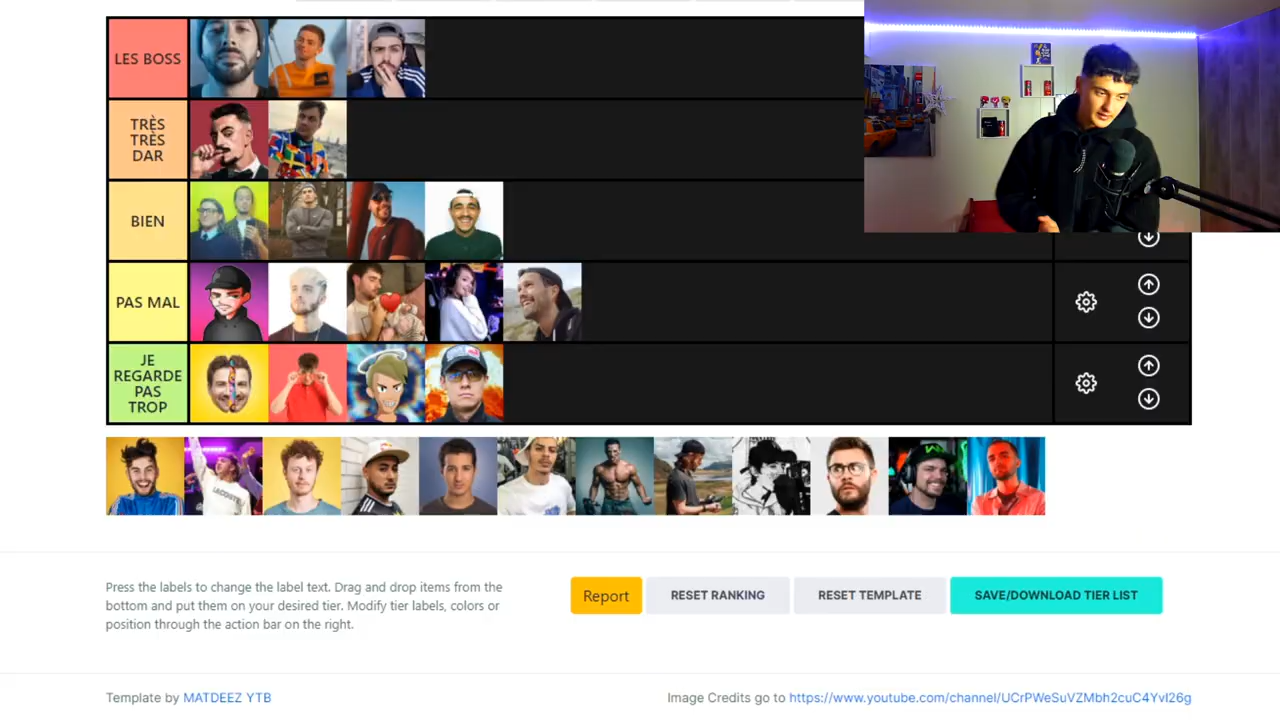 LES BOSS
TRÈS
TRÈS
DAR
BIEN
PAS MAL
JE
REGARDE
PAS
TROP
Press the labels to change the label text. Drag and drop items from the
bottom and put them on your desired tier. Modify tier labels, colors or
position through the action bar on the right.
Report
RESET RANKING
RESET TEMPLATE
SAVE/DOWNLOAD TIER LIST
Template by MATDEEZ YTB
Image Credits go to https://www.youtube.com/channel/UCrPWeSuVZMbh2cuC4YvI26g